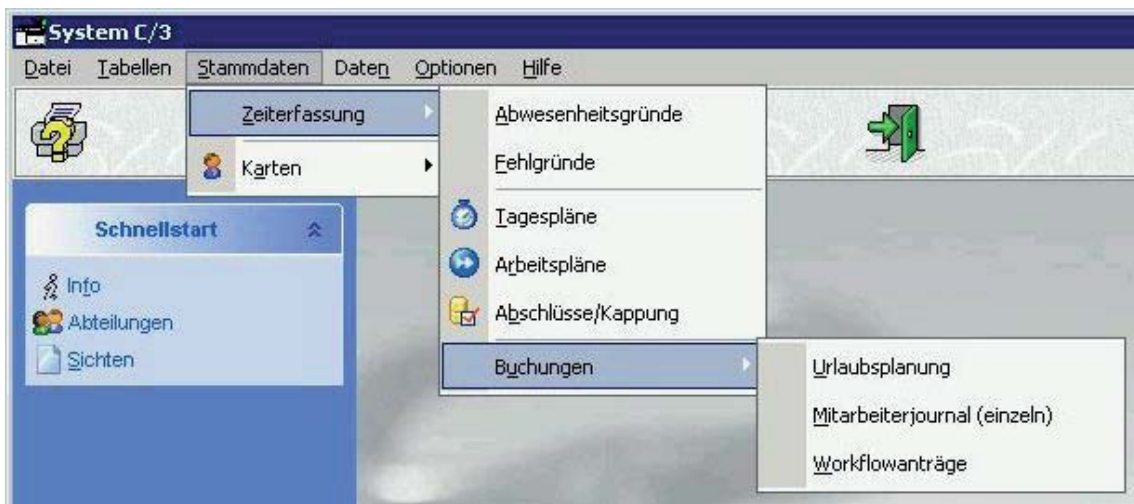 System C/3
Datei Tabellen Stammdaten Daten Optionen Hilfe
Zeiterfassung
Karten
Abwesenheitsgründe
Fehlgründe
Tagespläne
Arbeitspläne
Abschlüsse/Kappung
Buchungen
Urlaubsplanung
Mitarbeiterjournal (einzeln)
Workflowanträge
Schnellstart
Info
Abteilungen
Sichten